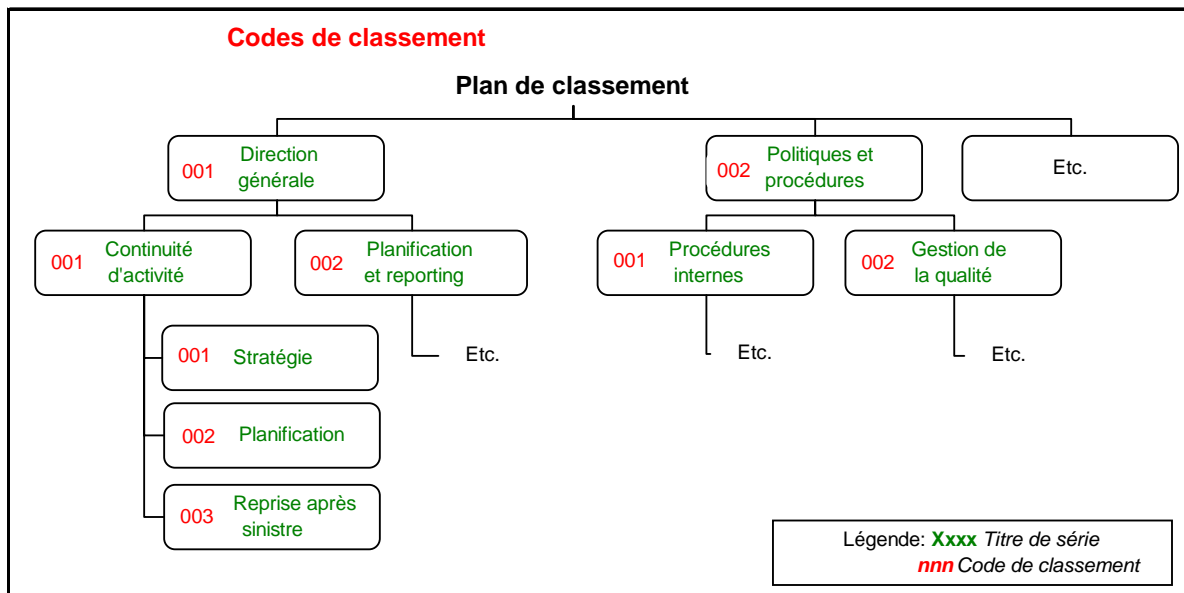 Codes de classement
Plan de classement
001 Direction
générale
002 Politiques et
procédures
Etc.
001 Continuité
d'activité
002 Planification
et reporting
001 Procédures
internes
002 Gestion de
la qualité
001 Stratégie
Etc.
Etc.
Etc.
002 Planification
003 Reprise après
sinistre
Légende: Xxxx Titre de série
nnn Code de classement